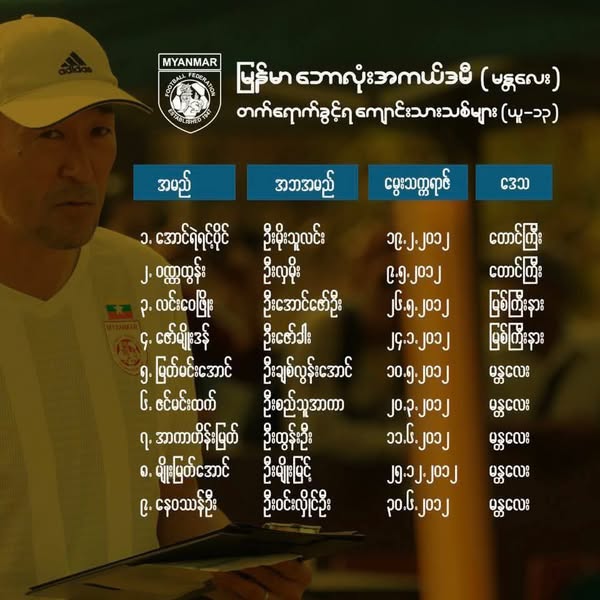 MYANMAR
FOOTBALL FEDERATION
ESTABLISHED 1947
မြန်မာ ဘောလုံးအကယ်ဒမီ (မန္တလေး)
တက်ရောက်ခွင့်ရ ကျောင်းသားသစ်များ (ယူ-၁၃)
adidas
အမည် အဘအမည် မွေးသက္ကရာဇ် ဒေသ
၁. အောင်ရဲရင့်ပိုင် ဦးမိုးသူလင်း ၁၉.၂.၂၀၁၂ တောင်ကြီး
၂. ဝဏ္ဏထွန်း ဦးလှမိုး ၉.၅.၂၀၁၂ တောင်ကြီး
၃. လင်းဝေဖြိုး ဦးအောင်ဇော်ဦး ၂၆.၅.၂၀၁၂ မြစ်ကြီးနား
၄. ဇော်မျိုးဒန် ဦးဇော်ခါး ၂၄.၁.၂၀၁၂ မြစ်ကြီးနား
၅. မြတ်မင်းအောင် ဦးချစ်လွန်းအောင် ၁၀.၅.၂၀၁၂ မန္တလေး
၆. ဇင်မင်းထက် ဦးစည်သူအာကာ ၂၀.၃.၂၀၁၂ မန္တလေး
၇. အာကာဟိန်းမြတ် ဦးထွန်းဦး ၁၁.၆.၂၀၁၂ မန္တလေး
၈. မျိုးမြတ်အောင် ဦးမျိုးမြင့် ၂၅.၁၂.၂၀၁၂ မန္တလေး
၉. နေဝဿန်ဦး ဦးဝင်းလှိုင်ဦး ၃၀.၆.၂၀၁၂ မန္တလေး
MYANMAR